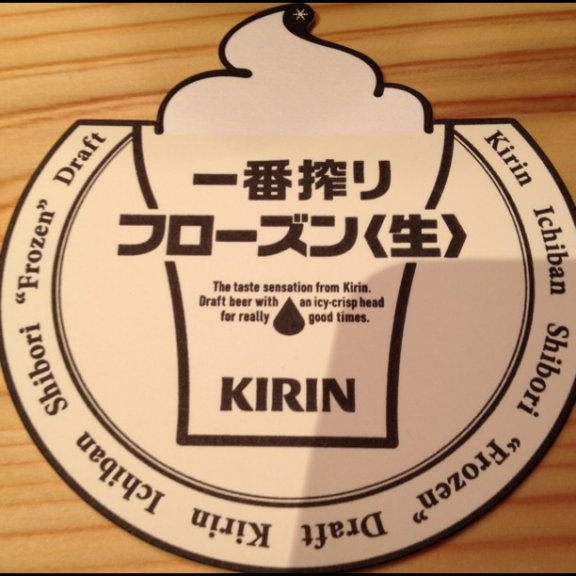 一番搾り
フローズン〈生〉
The taste sensation from Kirin.
Draft beer with an icy-crisp head
for really good times.
KIRIN
Kirin Ichiban Shibori "Frozen" Draft Kirin Ichiban Shibori "Frozen" Draft